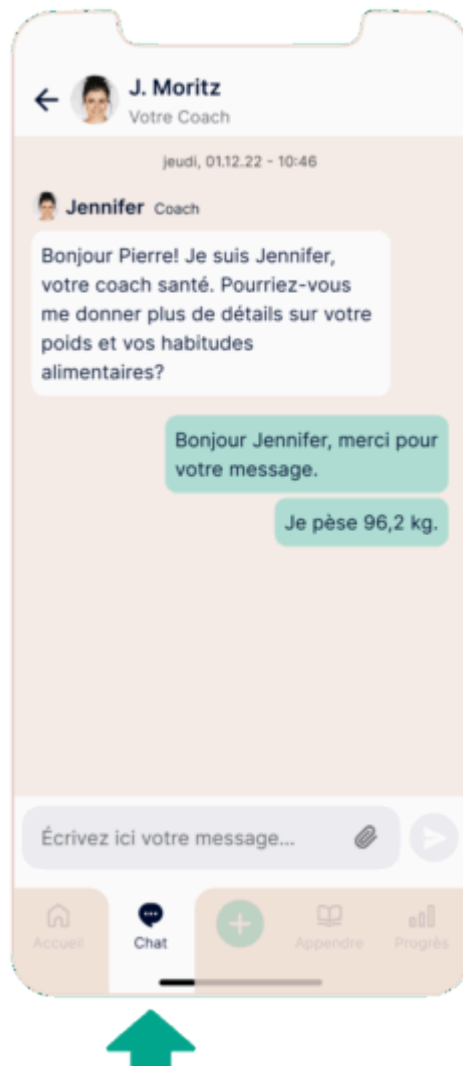 J. Moritz
Votre Coach
jeudi, 01.12.22 - 10:46
Jennifer Coach
Bonjour Pierre! Je suis Jennifer,
votre coach santé. Pourriez-vous
me donner plus de détails sur votre
poids et vos habitudes
alimentaires?
Bonjour Jennifer, merci pour
votre message.
Je pèse 96,2 kg.
Écrivez ici votre message...
Accueil Chat Appendre Progrès